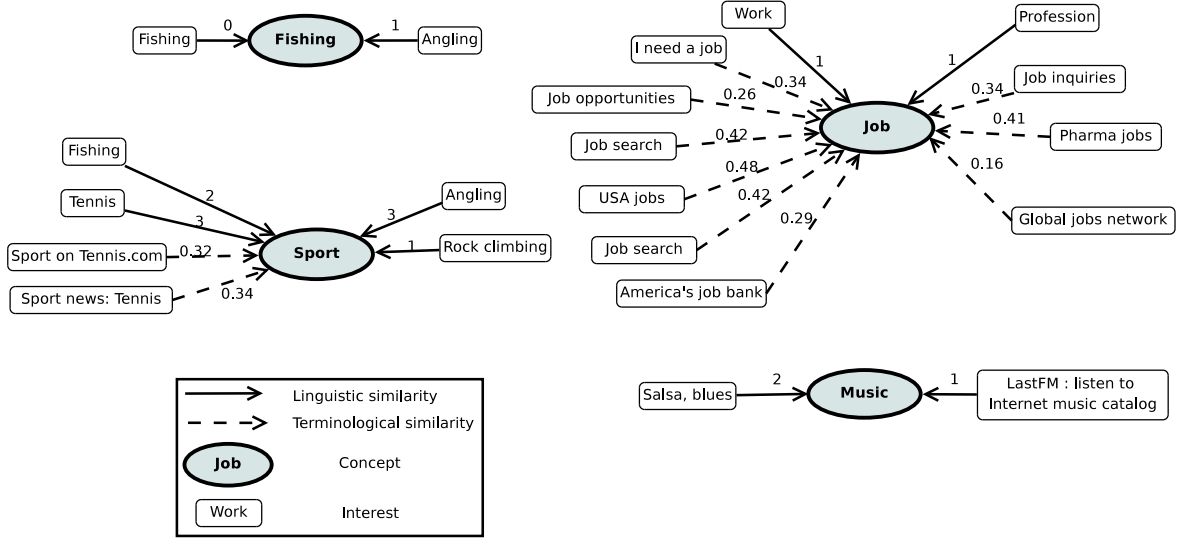 0
1
Fishing
Fishing
Angling
Work
Profession
I need a job
1
1
0.34
Job inquiries
0.34
Job opportunities
0.26
0.41
Job
Pharma jobs
Job search
0.42
0.48
0.16
USA jobs
0.42
0.29
Global jobs network
Job search
America's job bank
Fishing
2
Tennis
3
Angling
3
Sport on Tennis.com
0.32
Sport
1
Rock climbing
Sport news: Tennis
0.34
Salsa, blues
2
Music
1
LastFM : listen to
Internet music catalog
Linguistic similarity
Terminological similarity
Job
Concept
Work
Interest